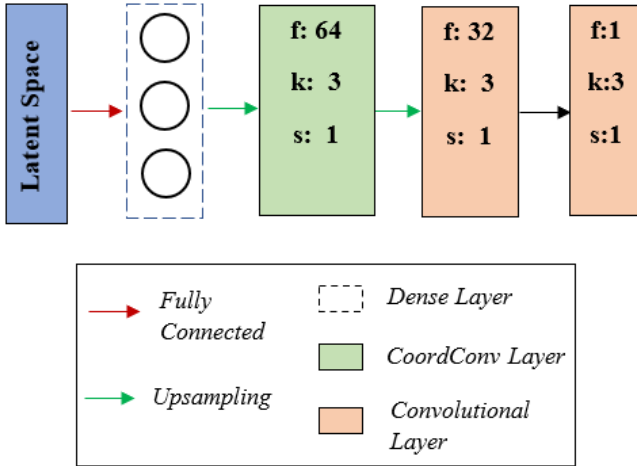 Latent Space
f: 64
k: 3
s: 1
f: 32
k: 3
s: 1
f:1
k:3
s:1
Fully
Connected
Upsampling
Dense Layer
CoordConv Layer
Convolutional
Layer